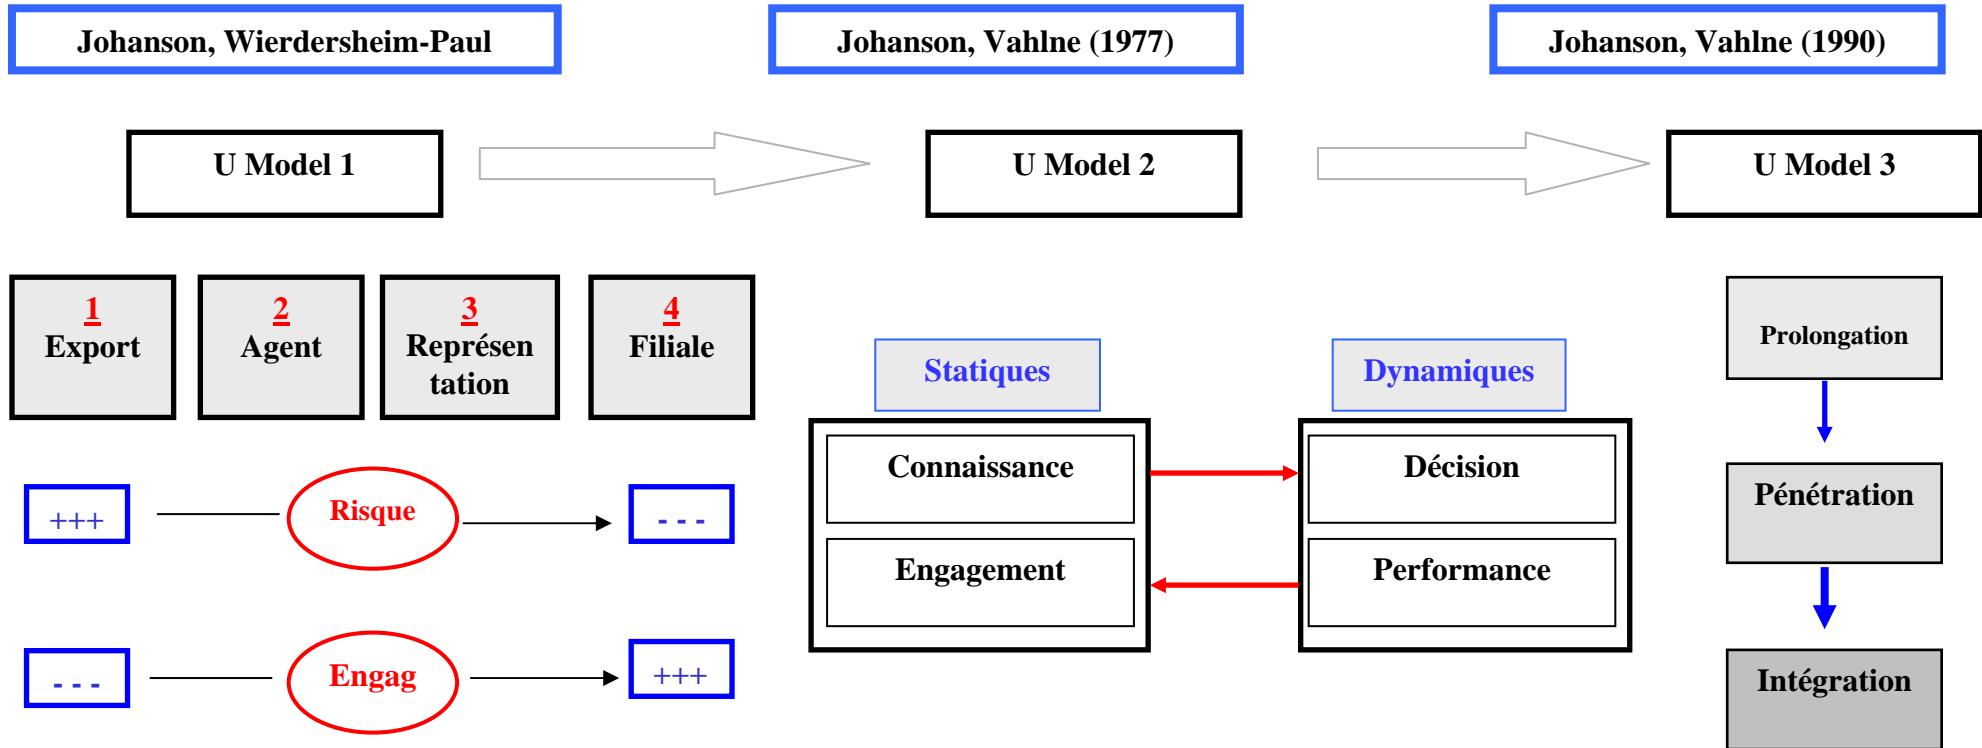 Johanson, Wierdersheim-Paul
Johanson, Vahlne (1977)
Johanson, Vahlne (1990)
U Model 1
U Model 2
U Model 3
1
Export
2
Agent
3
Représen
tation
4
Filiale
+++
Risque
- - -
- - -
Engag
+++
Statiques
Dynamiques
Connaissance
Décision
Engagement
Performance
Prolongation
Pénétration
Intégration